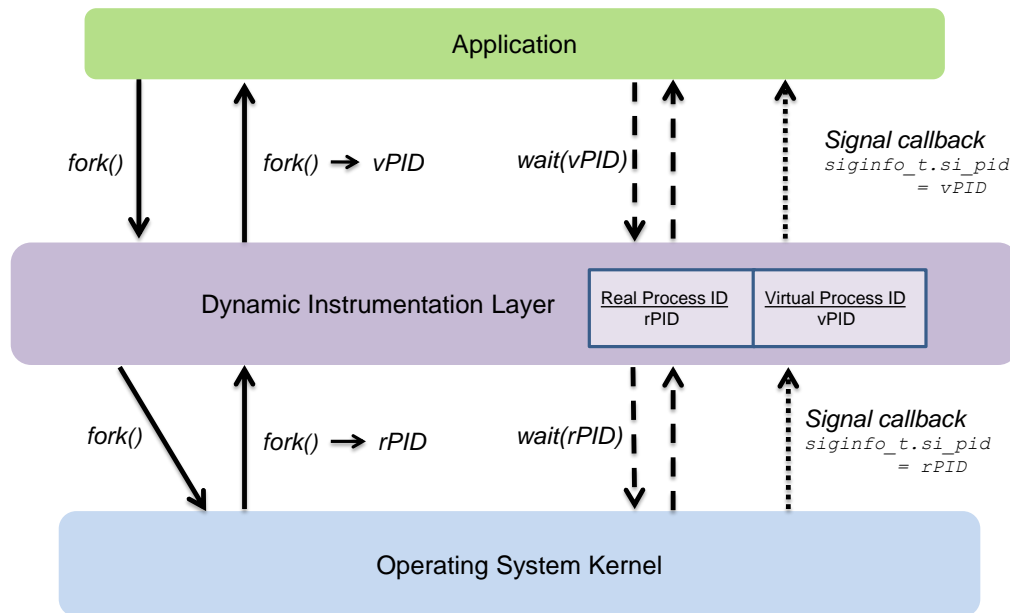 Application
fork()
fork() → vPID
wait(vPID)
Signal callback
siginfo_t.si_pid
= vPID
Dynamic Instrumentation Layer
Real Process ID
rPID
Virtual Process ID
vPID
fork()
fork() → rPID
wait(rPID)
Signal callback
siginfo_t.si_pid
= rPID
Operating System Kernel